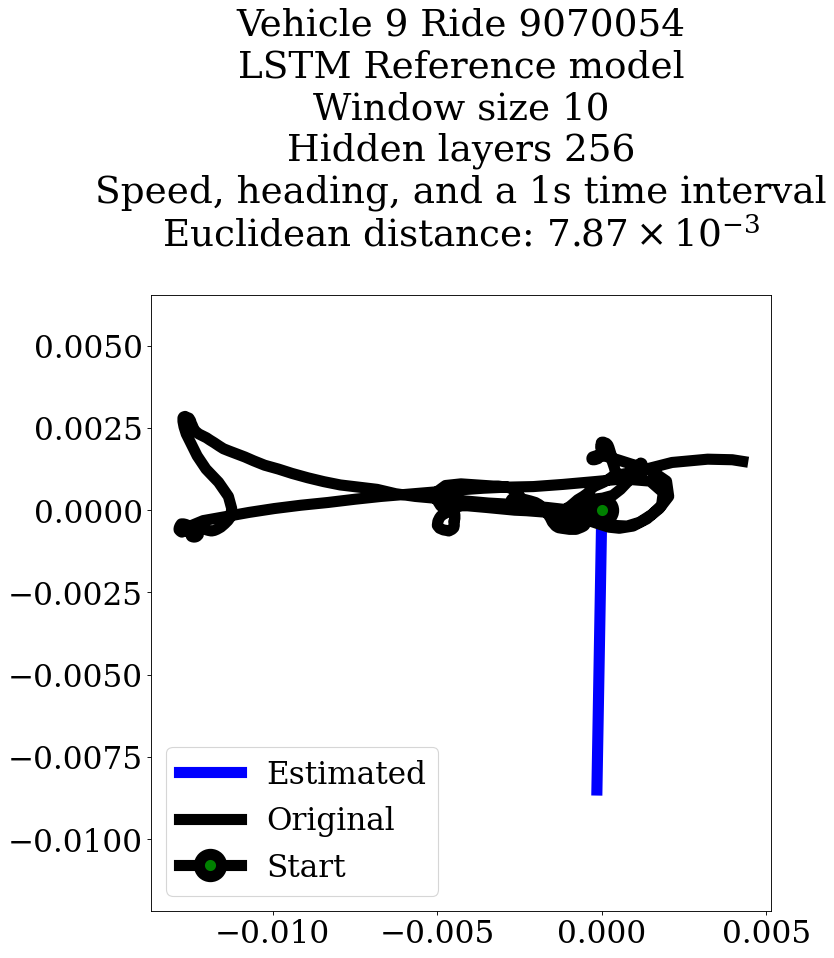 Vehicle 9 Ride 9070054
LSTM Reference model
Window size 10
Hidden layers 256
Speed, heading, and a 1s time interval
Euclidean distance: 7.87 × 10⁻³
0.0050
0.0025
0.0000
−0.0025
−0.0050
−0.0075
−0.0100
Estimated
Original
Start
−0.010 −0.005 0.000 0.005